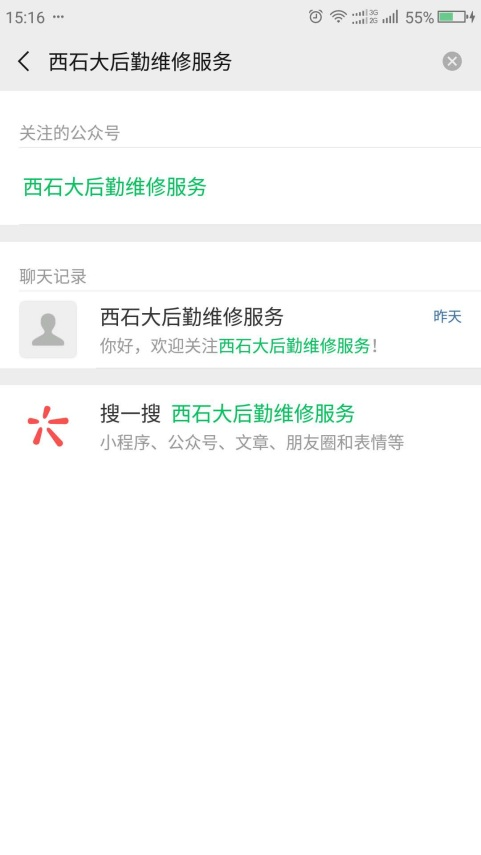 15:16 ···
3G
2G
55%
西石大后勤维修服务
关注的公众号
西石大后勤维修服务
聊天记录
西石大后勤维修服务 昨天
你好，欢迎关注西石大后勤维修服务！
搜一搜 西石大后勤维修服务
小程序、公众号、文章、朋友圈和表情等